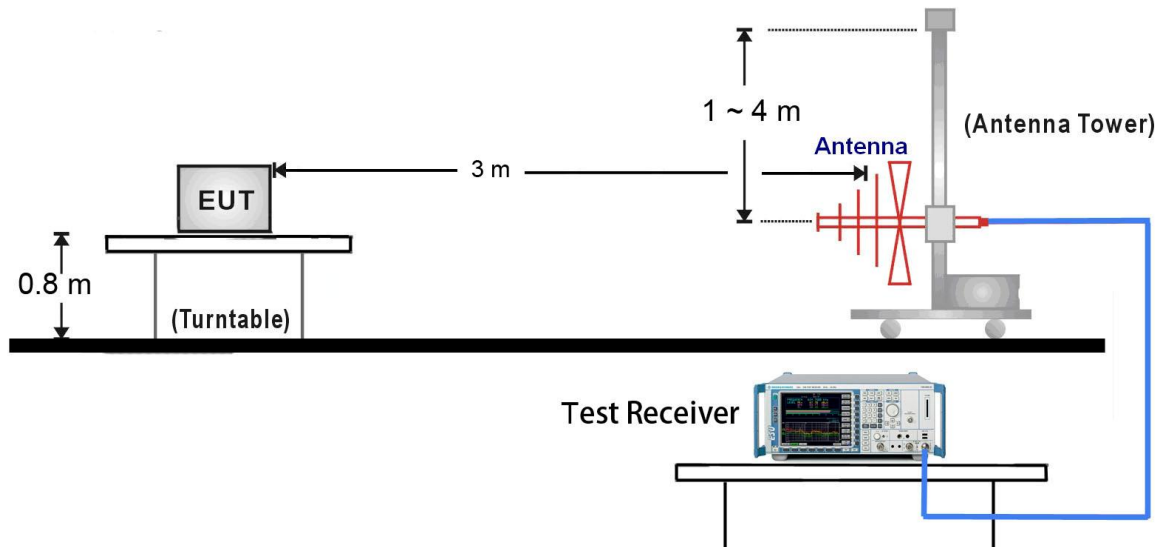 1 ~ 4 m
(Antenna Tower)
Antenna
3 m
EUT
0.8 m
(Turntable)
Test Receiver